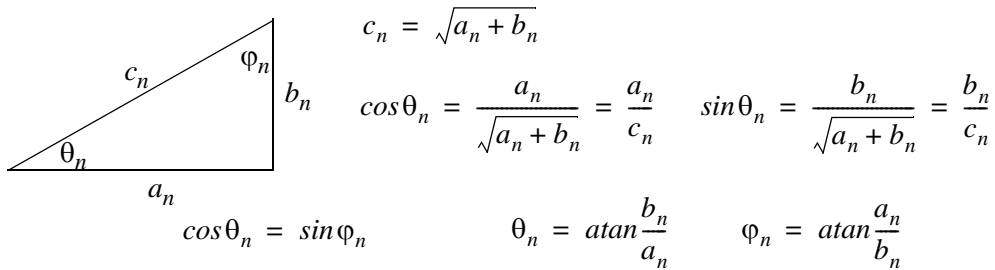 c_n = √(a_n + b_n)
c_n
φ_n
b_n
θ_n
a_n
cosθ_n = a_n / √(a_n + b_n) = a_n / c_n
sinθ_n = b_n / √(a_n + b_n) = b_n / c_n
cosθ_n = sinφ_n
θ_n = atan b_n / a_n
φ_n = atan a_n / b_n